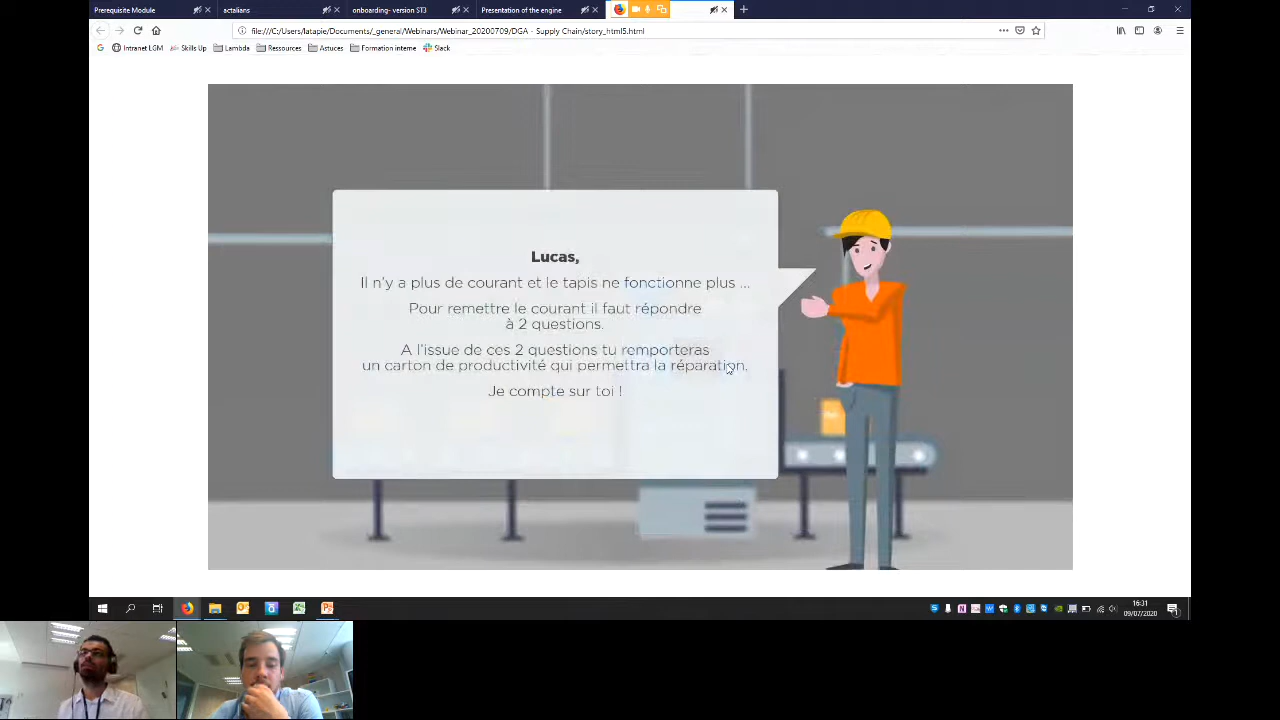 Prerequisite Module
actalians
onboarding- version ST3
Presentation of the engine
file:///C:/Users/latapie/Documents/_general/Webinars/Webinar_20200709/DGA - Supply Chain/story_html5.html
Intranet LGM
Skills Up
Lambda
Ressources
Astuces
Formation interne
Slack
Lucas,
Il n'y a plus de courant et le tapis ne fonctionne plus ...
Pour remettre le courant il faut répondre
à 2 questions.
A l'issue de ces 2 questions tu remporteras
un carton de productivité qui permettra la réparation.
Je compte sur toi !
16:31
09/07/2020